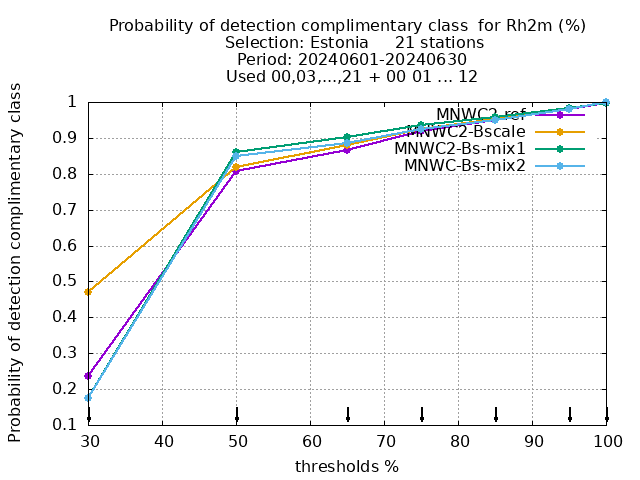 Probability of detection complimentary class  for Rh2m (%)
Selection: Estonia     21 stations
Period: 20240601-20240630
Used 00,03,...,21 + 00 01 ... 12
Probability of detection complimentary class
1
0.9
0.8
0.7
0.6
0.5
0.4
0.3
0.2
0.1
MNWC2-ref
MNWC2-Bscale
MNWC2-Bs-mix1
MNWC-Bs-mix2
30 40 50 60 70 80 90 100
thresholds %